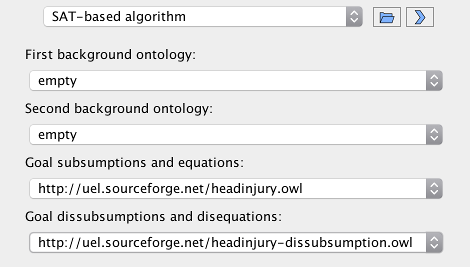 SAT-based algorithm
First background ontology:
empty
Second background ontology:
empty
Goal subsumptions and equations:
http://uel.sourceforge.net/headinjury.owl
Goal dissubsumptions and disequations:
http://uel.sourceforge.net/headinjury-dissubsumption.owl